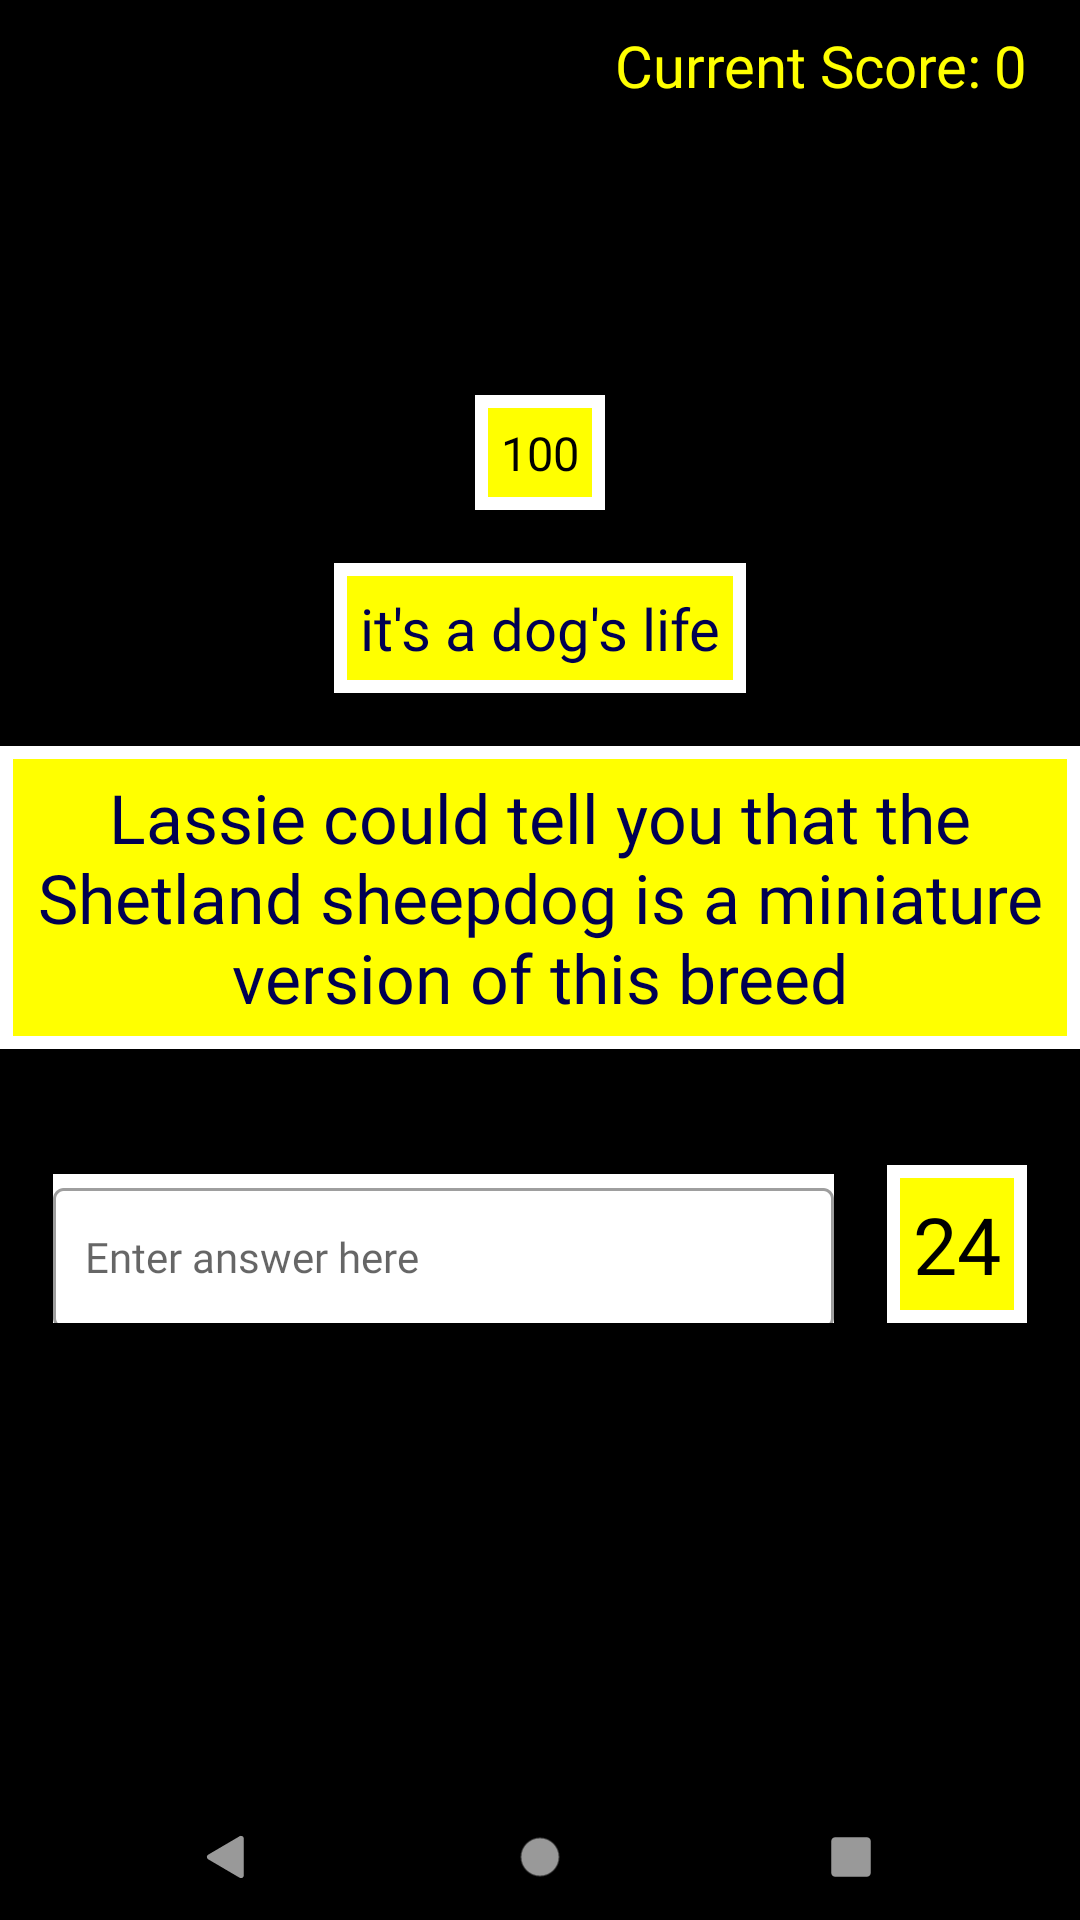 Current Score: 0
100
it's a dog's life
Lassie could tell you that the
Shetland sheepdog is a miniature
version of this breed
Enter answer here
24